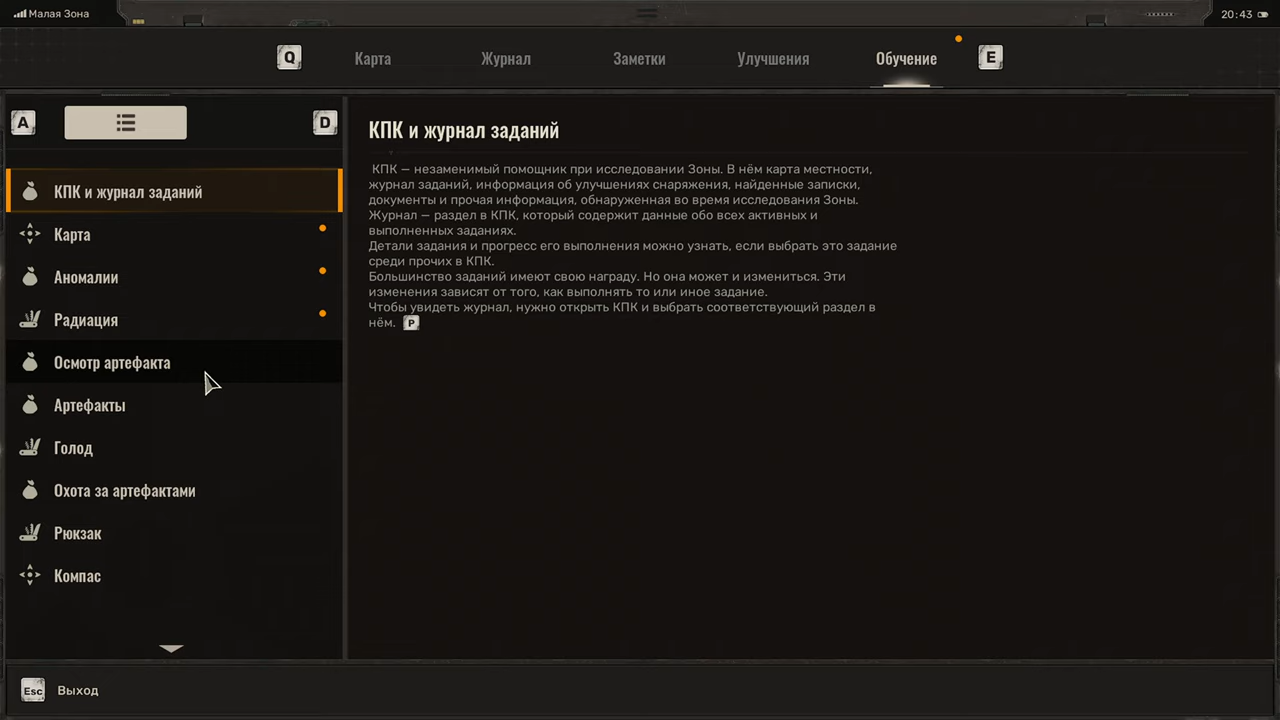 Малая Зона
20:43
Q
Карта
Журнал
Заметки
Улучшения
Обучение
E
A
D
КПК и журнал заданий
Карта
Аномалии
Радиация
Осмотр артефакта
Артефакты
Голод
Охота за артефактами
Рюкзак
Компас
КПК и журнал заданий
КПК — незаменимый помощник при исследовании Зоны. В нём карта местности,
журнал заданий, информация об улучшениях снаряжения, найденные записки,
документы и прочая информация, обнаруженная во время исследования Зоны.
Журнал — раздел в КПК, который содержит данные обо всех активных и
выполненных заданиях.
Детали задания и прогресс его выполнения можно узнать, если выбрать это задание
среди прочих в КПК.
Большинство заданий имеют свою награду. Но она может и измениться. Эти
изменения зависят от того, как выполнять то или иное задание.
Чтобы увидеть журнал, нужно открыть КПК и выбрать соответствующий раздел в
нём. P
Esc Выход